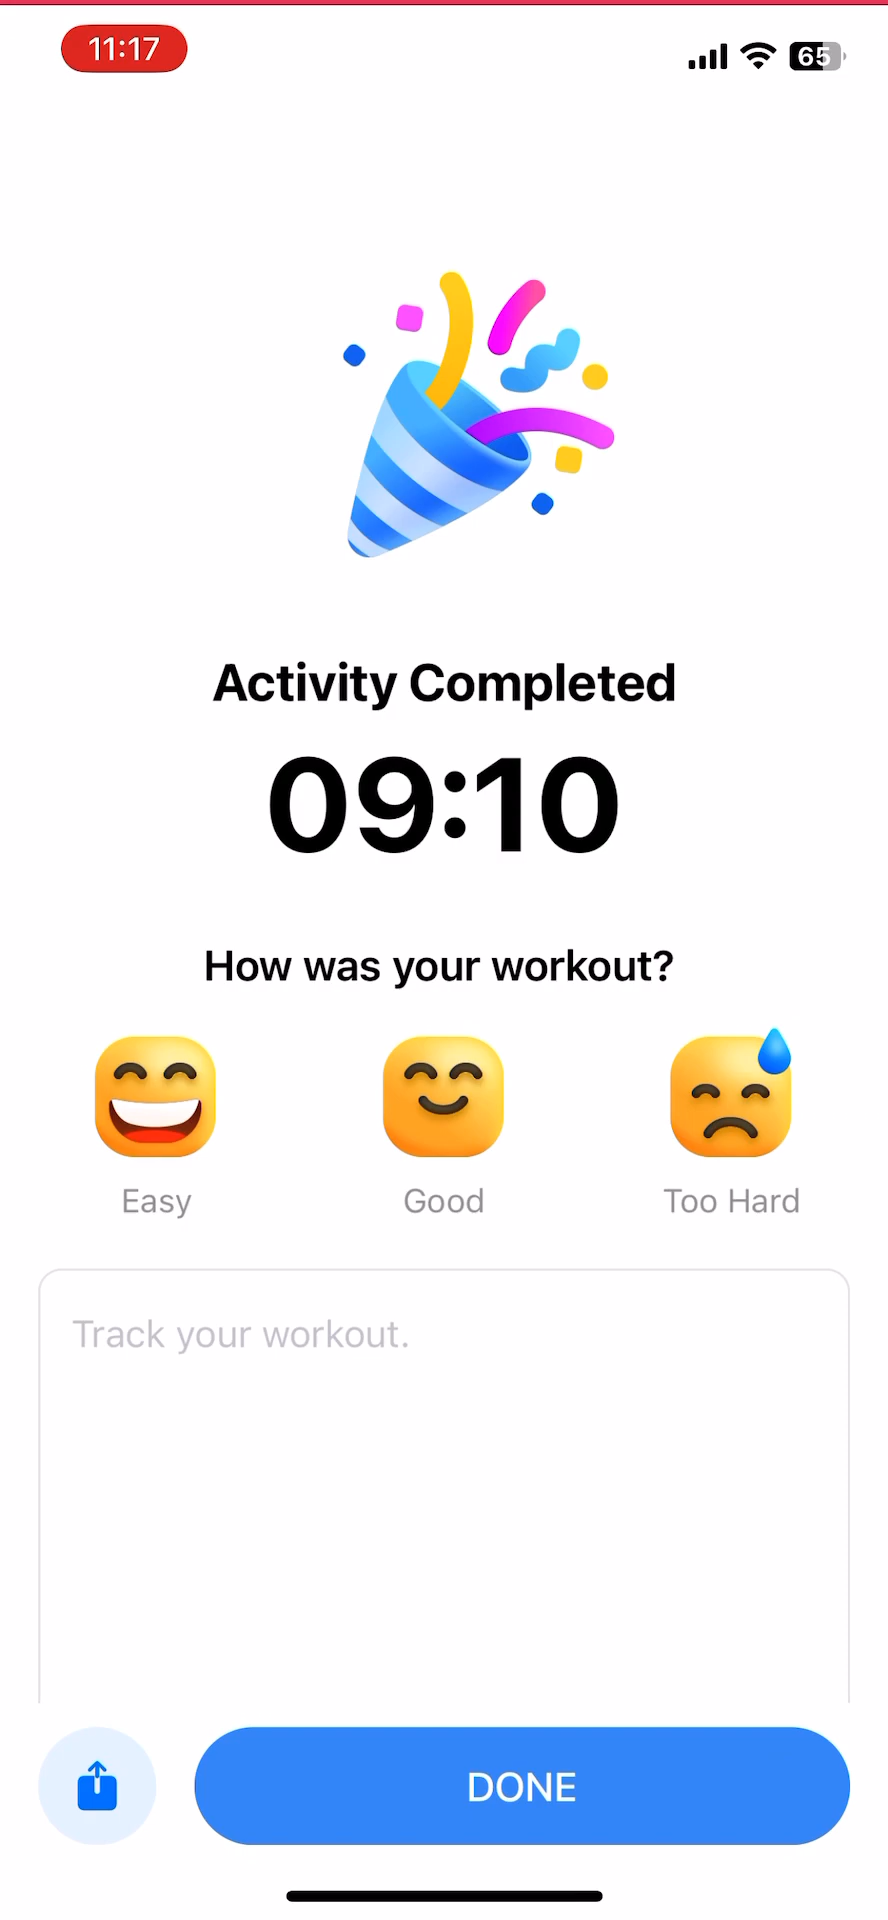 11:17
65
Activity Completed
09:10
How was your workout?
Easy
Good
Too Hard
Track your workout.
DONE